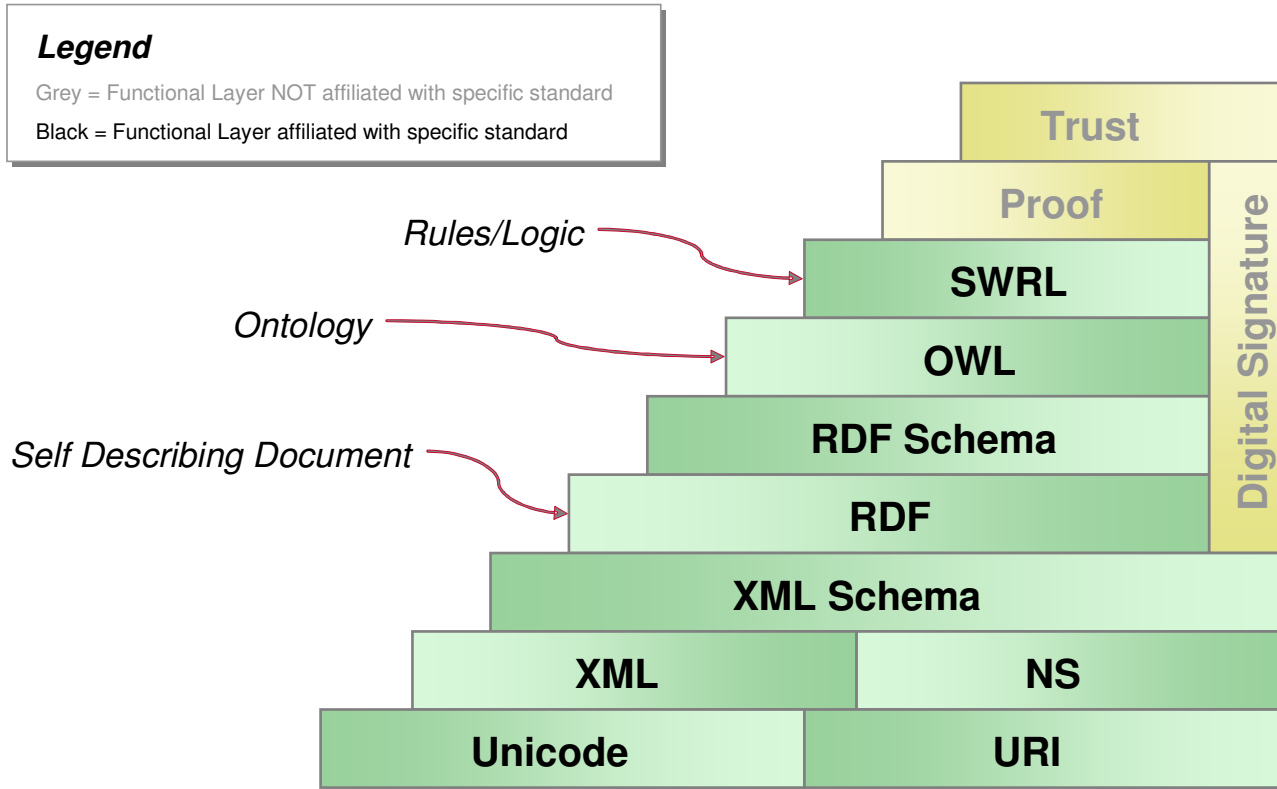 Legend
Grey = Functional Layer NOT affiliated with specific standard
Black = Functional Layer affiliated with specific standard
Trust
Proof
Digital Signature
Rules/Logic
SWRL
Ontology
OWL
RDF Schema
Self Describing Document
RDF
XML Schema
XML
NS
Unicode
URI